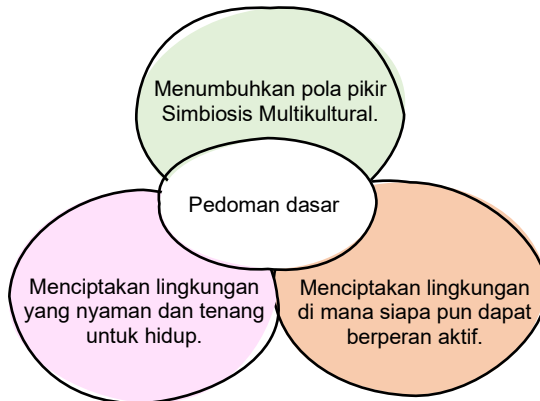 Menumbuhkan pola pikir
Simbiosis Multikultural.
Pedoman dasar
Menciptakan lingkungan
yang nyaman dan tenang
untuk hidup.
Menciptakan lingkungan
di mana siapa pun dapat
berperan aktif.